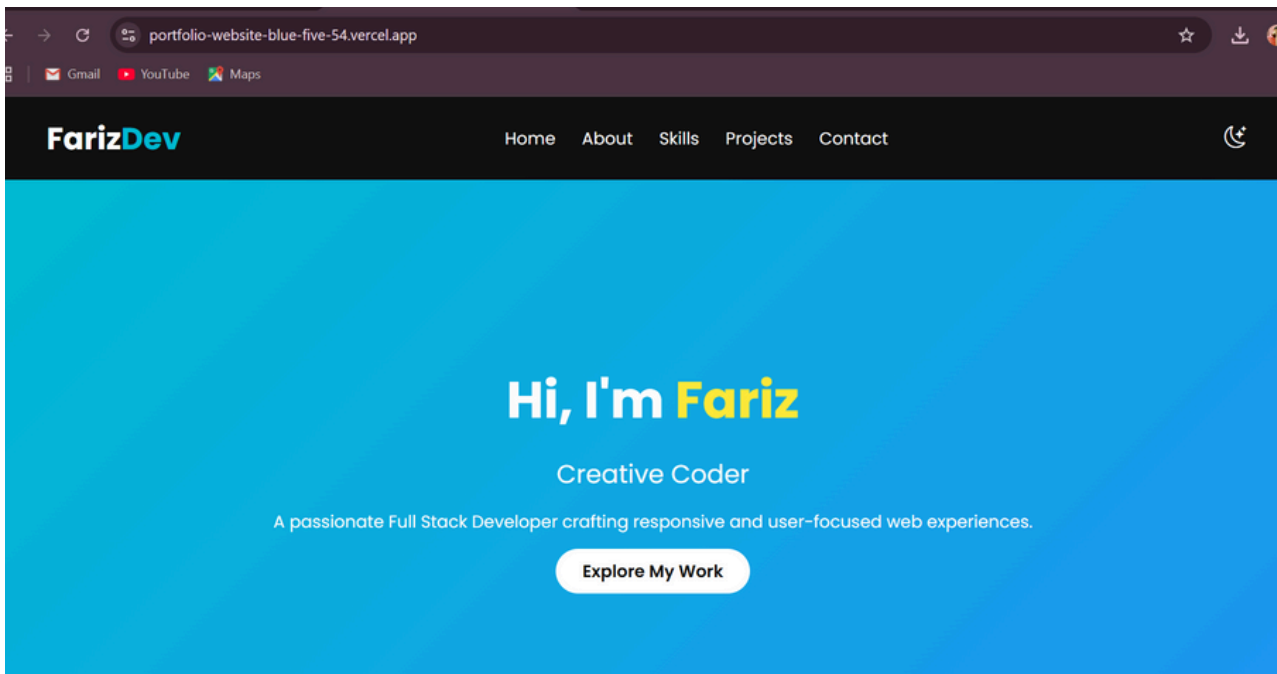 portfolio-website-blue-five-54.vercel.app
Gmail YouTube Maps
FarizDev Home About Skills Projects Contact
Hi, I'm Fariz
Creative Coder
A passionate Full Stack Developer crafting responsive and user-focused web experiences.
Explore My Work